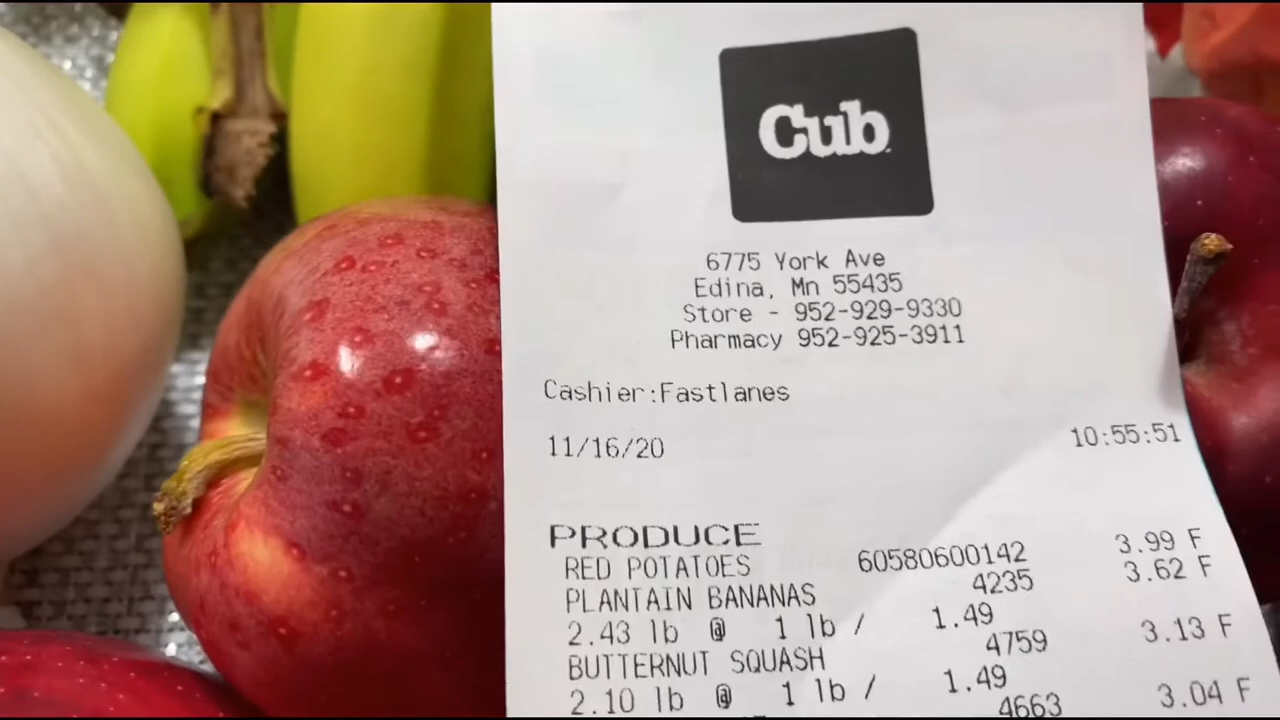 Cub
6775 York Ave
Edina, Mn 55435
Store - 952-929-9330
Pharmacy 952-925-3911
Cashier:Fastlanes
11/16/20 10:55:51
PRODUCE
RED POTATOES 60580600142 3.99 F
PLANTAIN BANANAS 4235 3.62 F
2.43 lb @ 1 lb / 1.49
BUTTERNUT SQUASH 4759 3.13 F
2.10 lb @ 1 lb / 1.49
4663 3.04 F